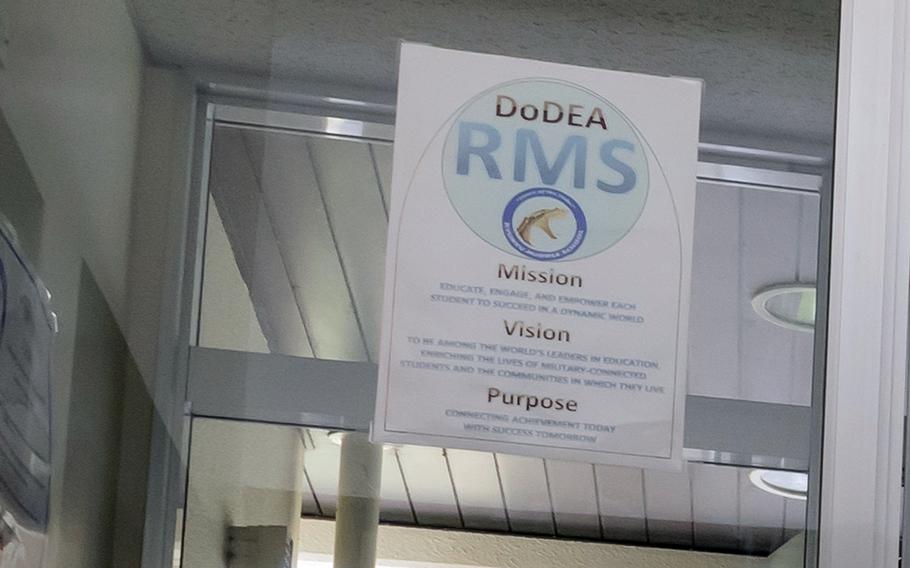 DoDEA
RMS
MIDDLE SCHOOL
Mission
EDUCATE, ENGAGE, AND EMPOWER EACH
STUDENT TO SUCCEED IN A DYNAMIC WORLD
Vision
TO BE AMONG THE WORLD'S LEADERS IN EDUCATION,
ENRICHING THE LIVES OF MILITARY-CONNECTED
STUDENTS AND THE COMMUNITIES IN WHICH THEY LIVE
Purpose
CONNECTING ACHIEVEMENT TODAY
WITH SUCCESS TOMORROW